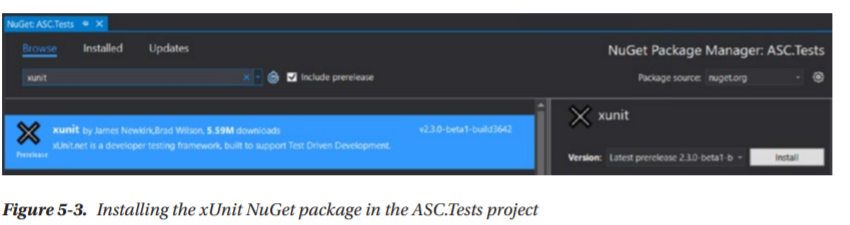 NuGet: ASC.Tests
Browse Installed Updates
NuGet Package Manager: ASC.Tests
xunit
Include prerelease
Package source: nuget.org
xunit by James Newkirk,Brad Wilson, 5.59M downloads
v2.3.0-beta1-build3642
xUnit.net is a developer testing framework, built to support Test Driven Development.
Prerelease
xunit
Version: Latest prerelease 2.3.0-beta1-b
Install
Figure 5-3. Installing the xUnit NuGet package in the ASC.Tests project